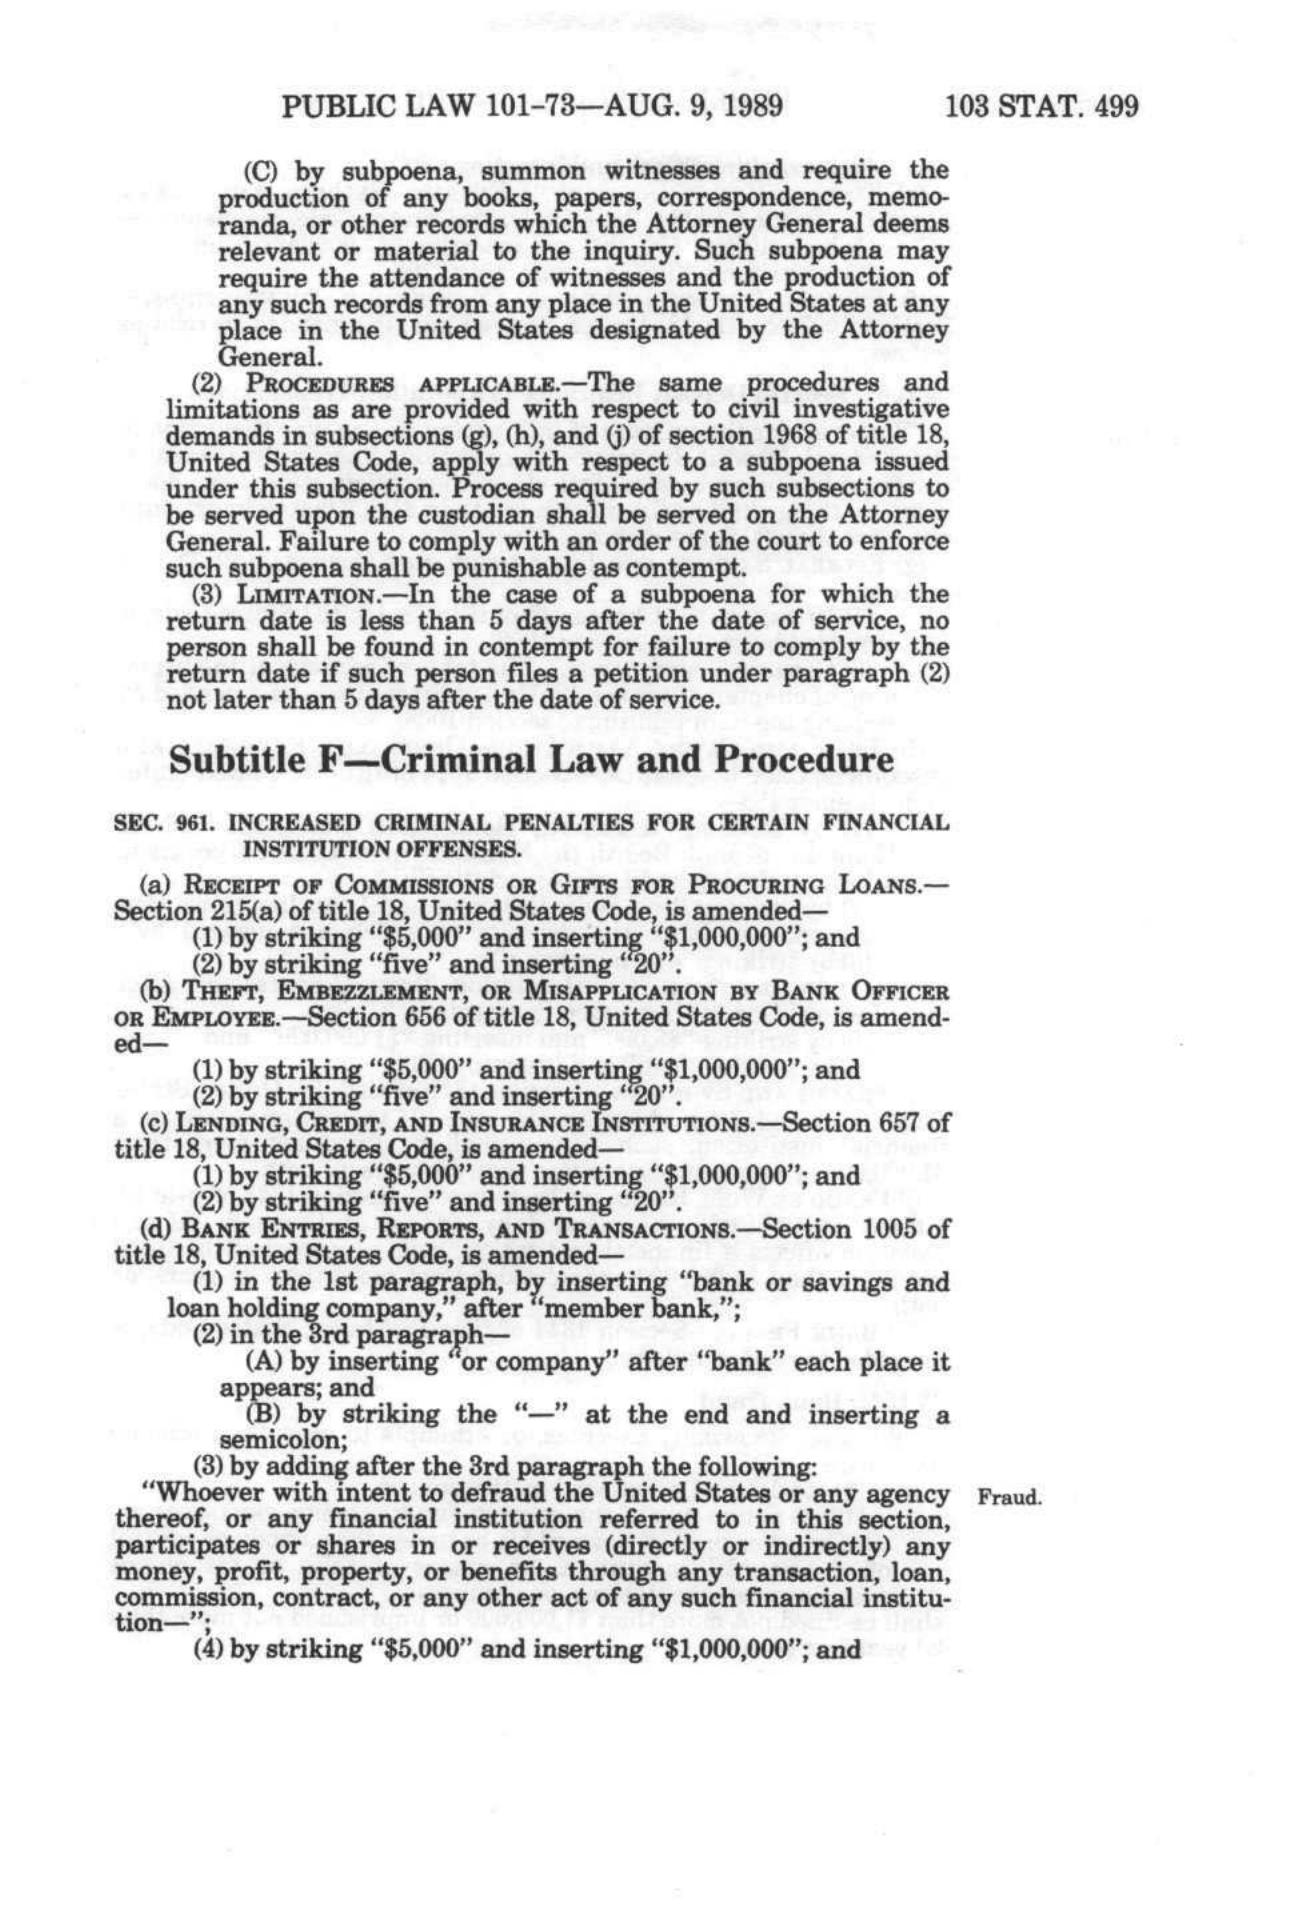 PUBLIC LAW 101-73—AUG. 9, 1989 103 STAT. 499
(C) by subpoena, summon witnesses and require the
production of any books, papers, correspondence, memo-
randa, or other records which the Attorney General deems
relevant or material to the inquiry. Such subpoena may
require the attendance of witnesses and the production of
any such records from any place in the United States at any
place in the United States designated by the Attorney
General.
(2) PROCEDURES APPLICABLE.—The same procedures and
limitations as are provided with respect to civil investigative
demands in subsections (g), (h), and (j) of section 1968 of title 18,
United States Code, apply with respect to a subpoena issued
under this subsection. Process required by such subsections to
be served upon the custodian shall be served on the Attorney
General. Failure to comply with an order of the court to enforce
such subpoena shall be punishable as contempt.
(3) LIMITATION.—In the case of a subpoena for which the
return date is less than 5 days after the date of service, no
person shall be found in contempt for failure to comply by the
return date if such person files a petition under paragraph (2)
not later than 5 days after the date of service.
Subtitle F—Criminal Law and Procedure
SEC. 961. INCREASED CRIMINAL PENALTIES FOR CERTAIN FINANCIAL
INSTITUTION OFFENSES.
(a) RECEIPT OF COMMISSIONS OR GIFTS FOR PROCURING LOANS.—
Section 215(a) of title 18, United States Code, is amended—
(1) by striking "$5,000" and inserting "$1,000,000"; and
(2) by striking "five" and inserting "20".
(b) THEFT, EMBEZZLEMENT, OR MISAPPLICATION BY BANK OFFICER
OR EMPLOYEE.—Section 656 of title 18, United States Code, is amend-
ed—
(1) by striking "$5,000" and inserting "$1,000,000"; and
(2) by striking "five" and inserting "20".
(c) LENDING, CREDIT, AND INSURANCE INSTITUTIONS.—Section 657 of
title 18, United States Code, is amended—
(1) by striking "$5,000" and inserting "$1,000,000"; and
(2) by striking "five" and inserting "20".
(d) BANK ENTRIES, REPORTS, AND TRANSACTIONS.—Section 1005 of
title 18, United States Code, is amended—
(1) in the 1st paragraph, by inserting "bank or savings and
loan holding company," after "member bank,";
(2) in the 3rd paragraph—
(A) by inserting "or company" after "bank" each place it
appears; and
(B) by striking the "—" at the end and inserting a
semicolon;
(3) by adding after the 3rd paragraph the following:
"Whoever with intent to defraud the United States or any agency Fraud.
thereof, or any financial institution referred to in this section,
participates or shares in or receives (directly or indirectly) any
money, profit, property, or benefits through any transaction, loan,
commission, contract, or any other act of any such financial institu-
tion—";
(4) by striking "$5,000" and inserting "$1,000,000"; and